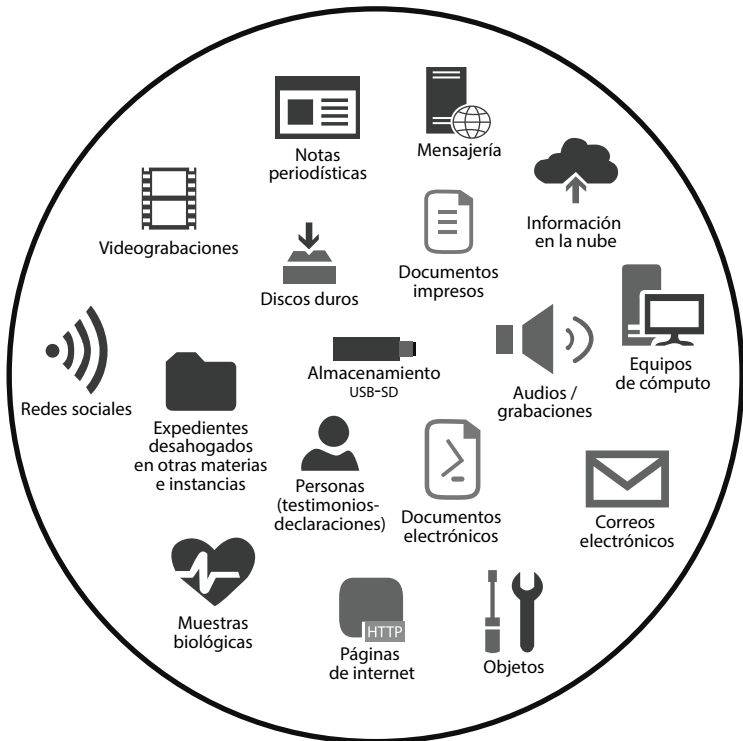 Notas
periodísticas
Mensajería
Información
en la nube
Videograbaciones
Discos duros
Documentos
impresos
Equipos
de cómputo
Almacenamiento
USB-SD
Audios /
grabaciones
Redes sociales
Expedientes
desahogados
en otras materias
e instancias
Personas
(testimonios-
declaraciones)
Documentos
electrónicos
Correos
electrónicos
Muestras
biológicas
HTTP
Páginas
de internet
Objetos